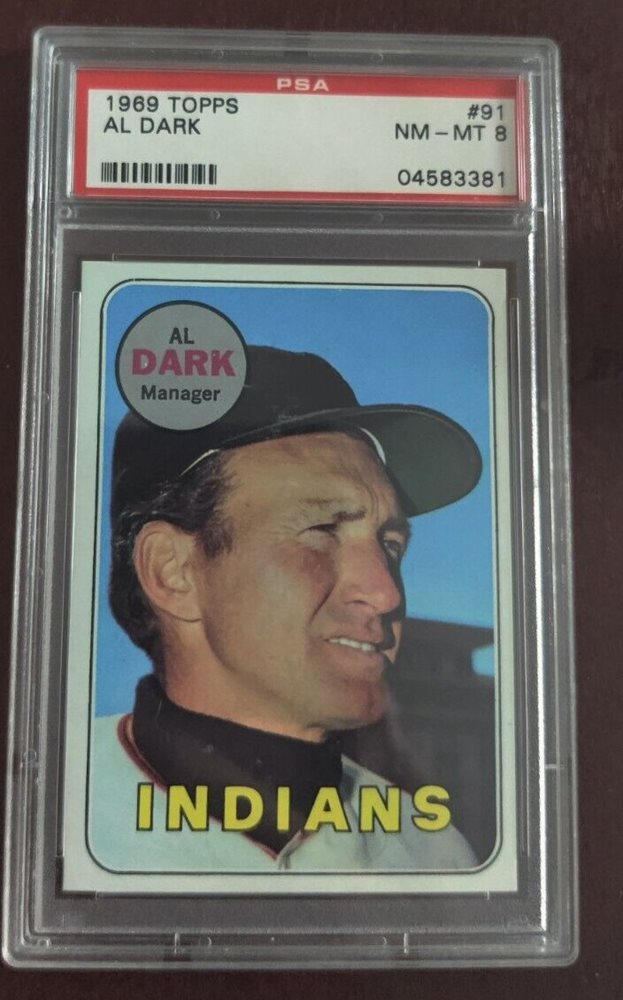 PSA
1969 TOPPS #91
AL DARK NM-MT 8
04583381
AL
DARK
Manager
INDIANS